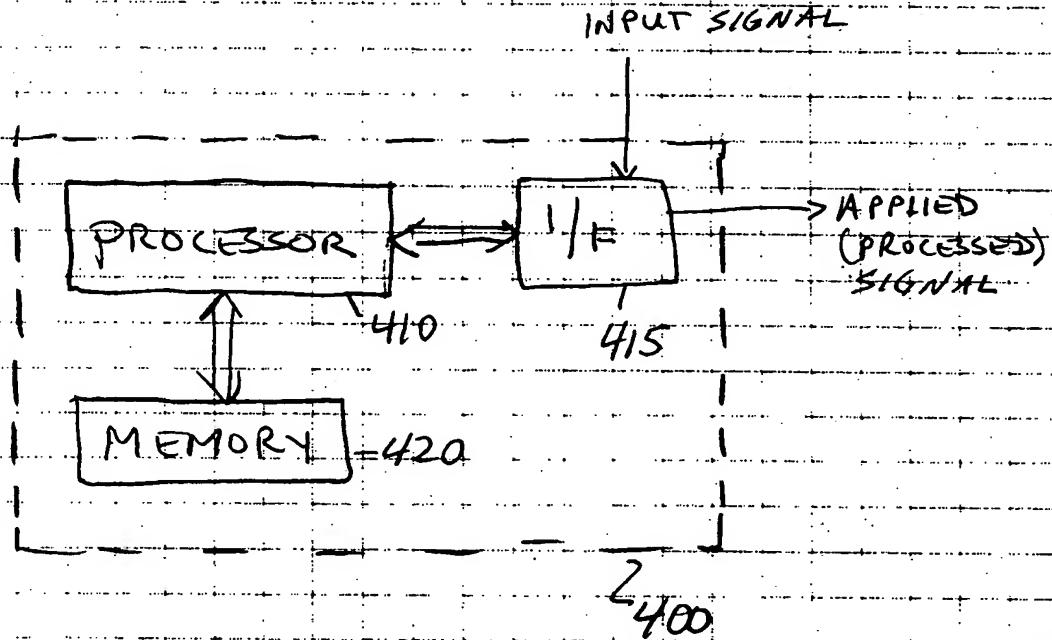 INPUT SIGNAL
PROCESSOR
I/F
APPLIED
(PROCESSED)
SIGNAL
410
415
MEMORY
420
400